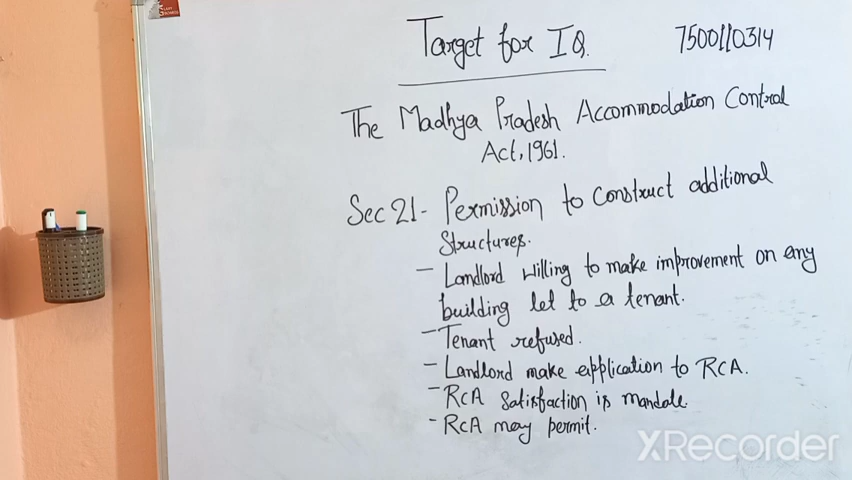 Target for IQ.
7500110314
The Madhya Pradesh Accommodation Control
Act, 1961.
Sec 21- Permission to construct additional
structures.
- Landlord willing to make improvement on any
building let to a tenant.
- Tenant refused.
- Landlord make application to RCA.
- RCA satisfaction is mandate.
- RCA may permit.
XRecorder